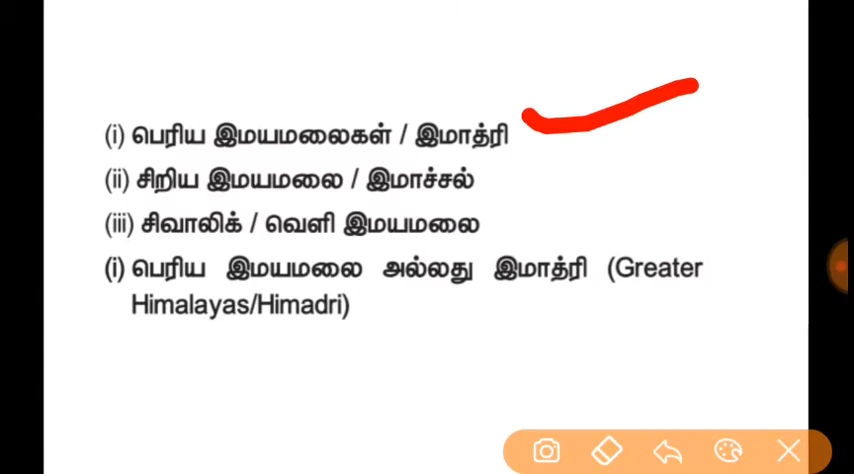 (i) பெரிய இமயமலைகள் / இமாத்ரி
(ii) சிறிய இமயமலை / இமாச்சல்
(iii) சிவாலிக் / வெளி இமயமலை
(i) பெரிய இமயமலை அல்லது இமாத்ரி (Greater
Himalayas/Himadri)